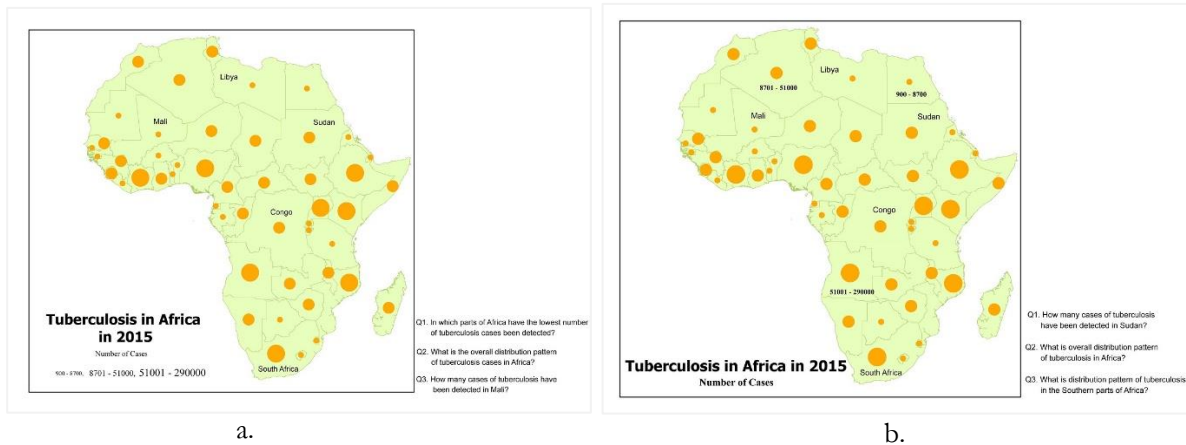 Libya
Mali
Sudan
Congo
South Africa
Tuberculosis in Africa
in 2015
Number of Cases
900 - 8700, 8701 - 51000, 51001 - 290000
Q1. In which parts of Africa have the lowest number
of tuberculosis cases been detected?
Q2. What is the overall distribution pattern
of tuberculosis cases in Africa?
Q3. How many cases of tuberculosis have
been detected in Mali?
a.
Libya
8701 - 51000
900 - 8700
Mali
Sudan
Congo
51001 - 290000
South Africa
Tuberculosis in Africa in 2015
Number of Cases
Q1. How many cases of tuberculosis
have been detected in Sudan?
Q2. What is overall distribution pattern
of tuberculosis in Africa?
Q3. What is distribution pattern of tuberculosis
in the Southern parts of Africa?
b.